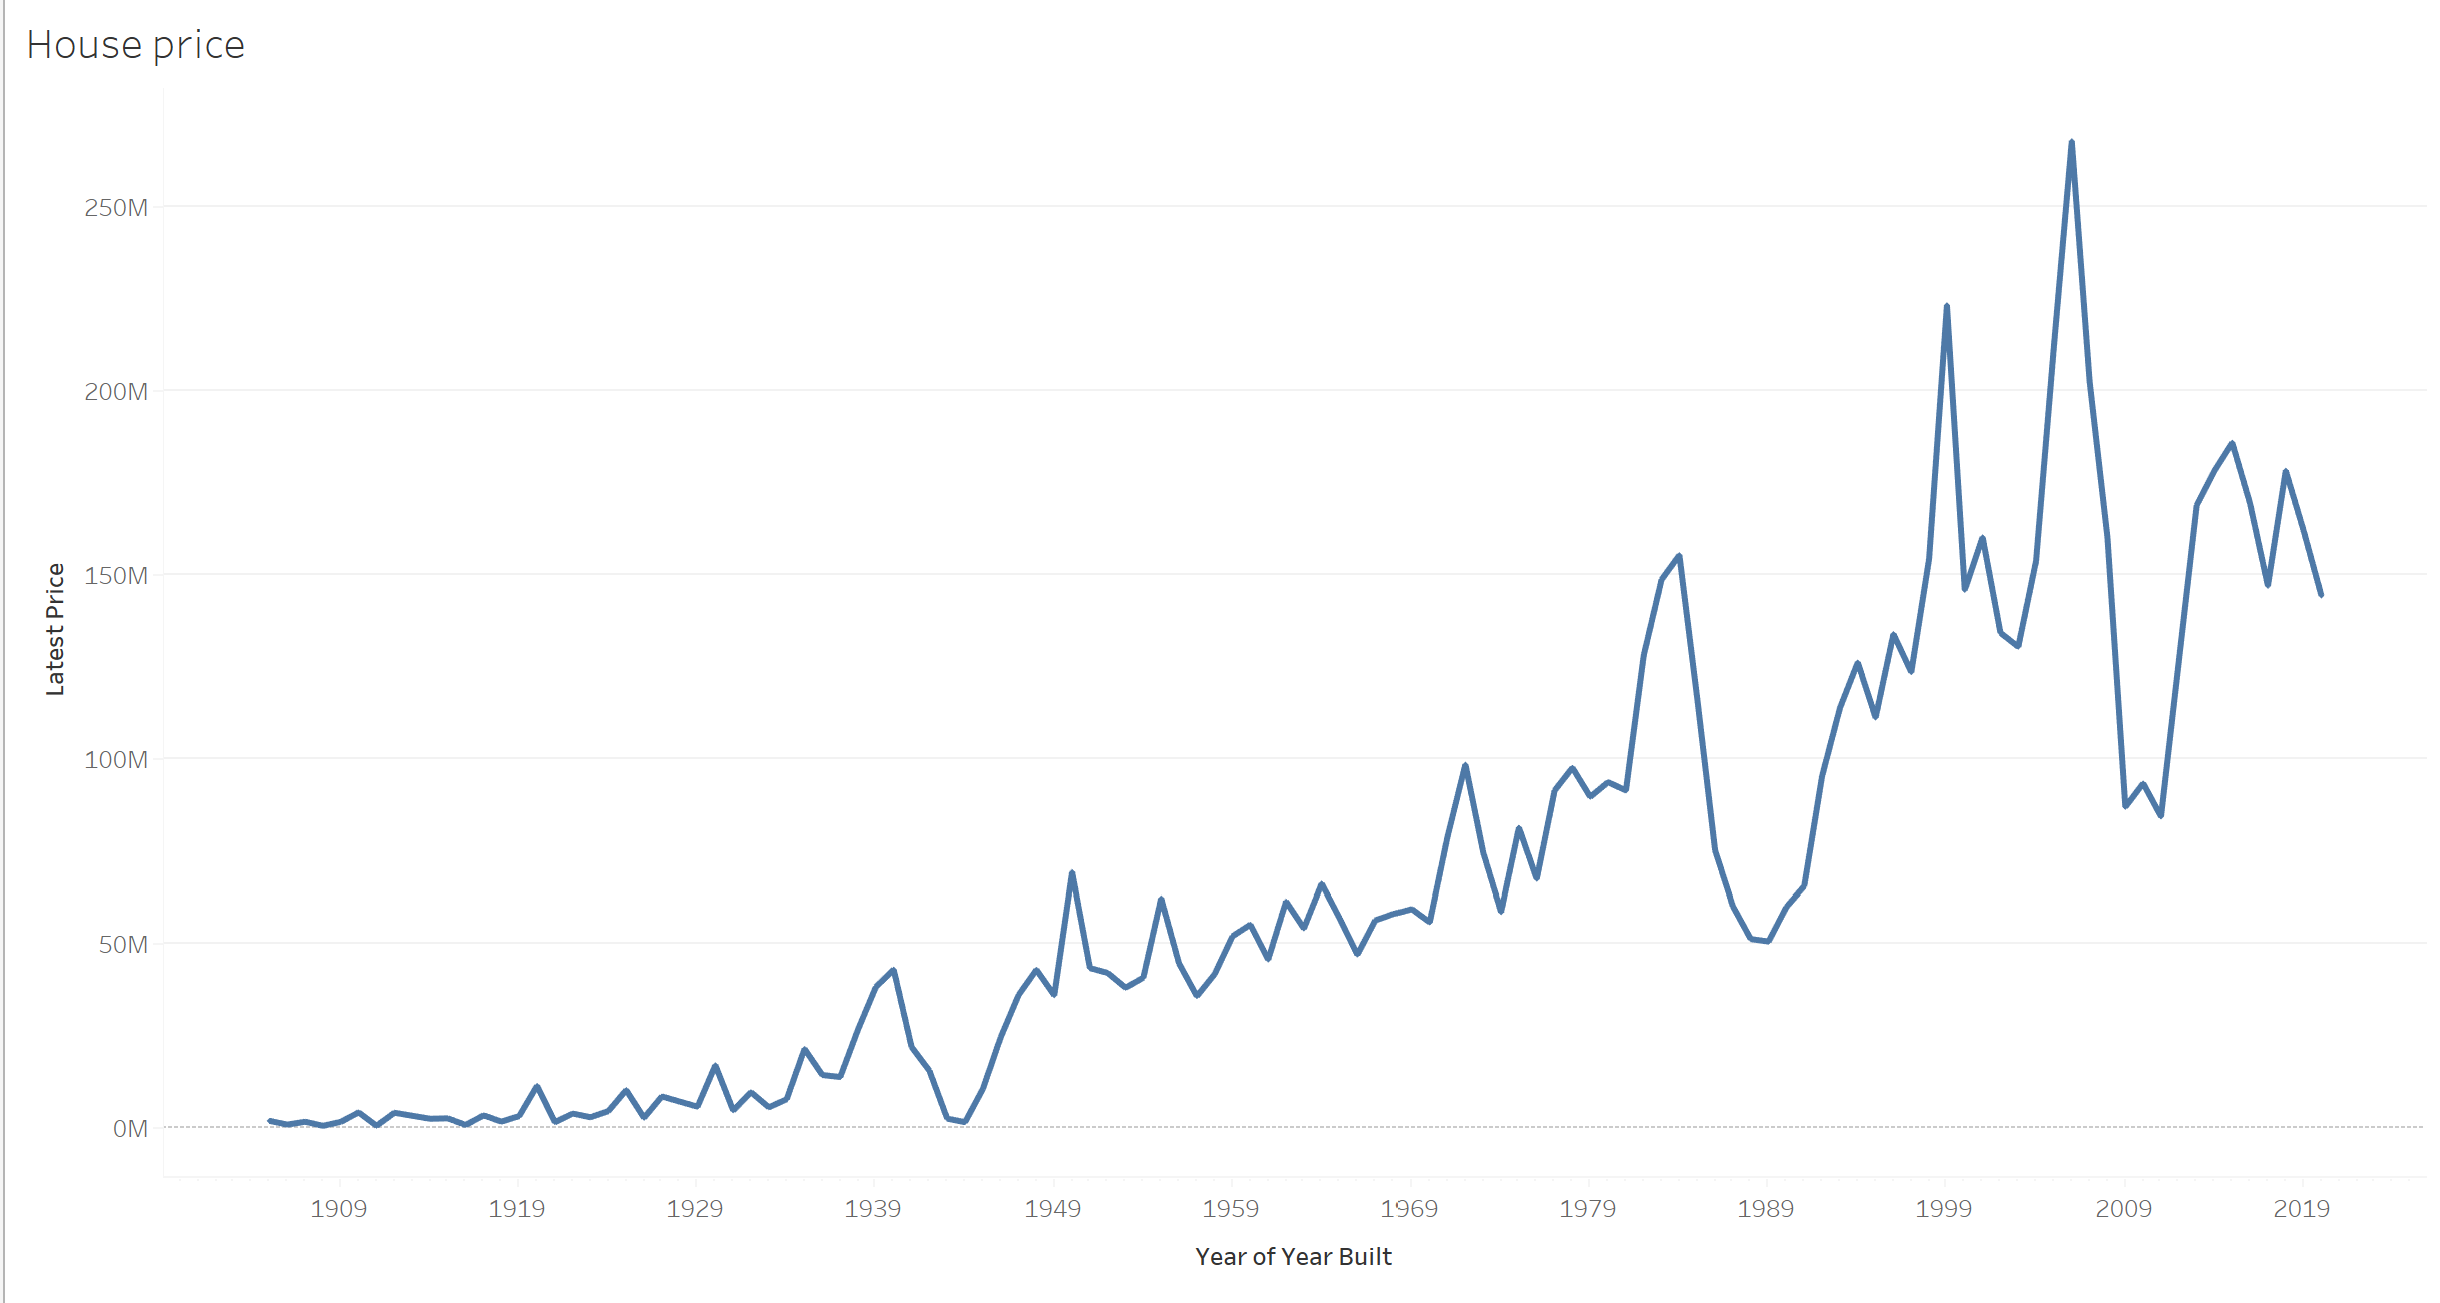 House price
250M
200M
150M
100M
50M
0M
Latest Price
1909 1919 1929 1939 1949 1959 1969 1979 1989 1999 2009 2019
Year of Year Built